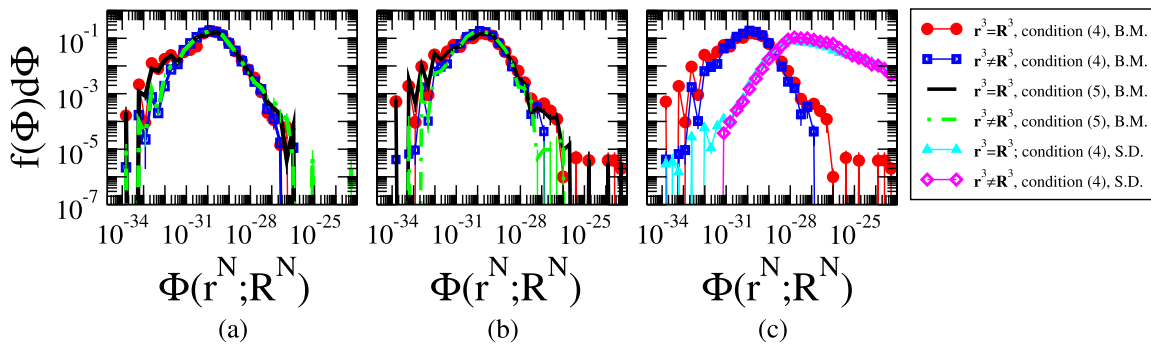 f(Φ)dΦ
10^-1
10^-3
10^-5
10^-7
10^-34 10^-31 10^-28 10^-25
Φ(r^N;R^N)
(a)
10^-34 10^-31 10^-28 10^-25
Φ(r^N;R^N)
(b)
10^-34 10^-31 10^-28 10^-25
Φ(r^N;R^N)
(c)
r^3=R^3, condition (4), B.M.
r^3≠R^3, condition (4), B.M.
r^3=R^3, condition (5), B.M.
r^3≠R^3, condition (5), B.M.
r^3=R^3; condition (4), S.D.
r^3≠R^3, condition (4), S.D.